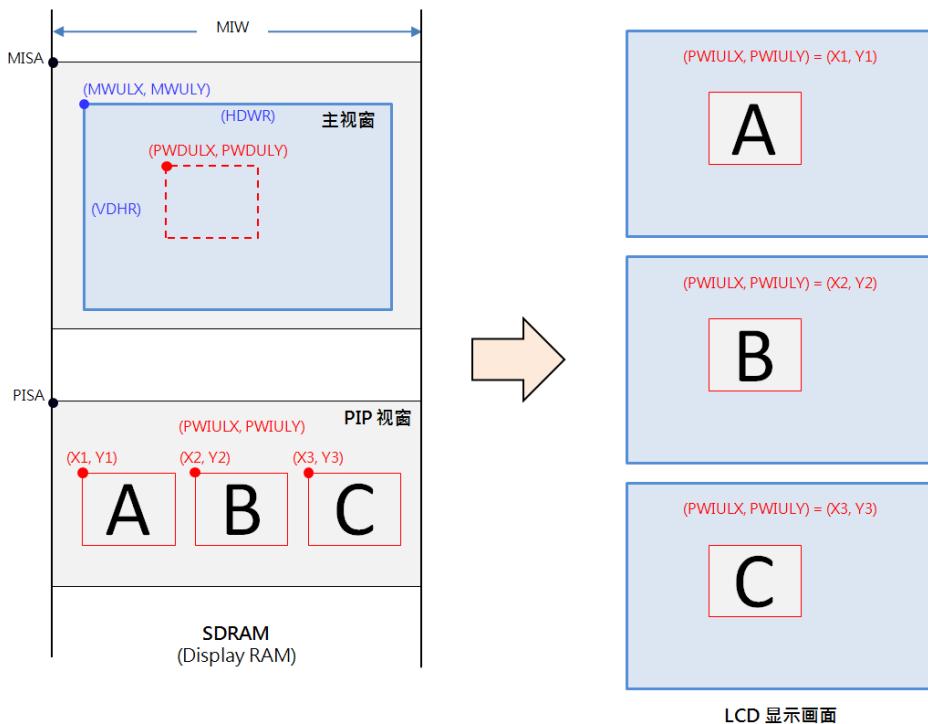 MIW
MISA
(MWULX, MWULY)
(HDWR)
主视窗
(PWDULX, PWDULY)
(VDHR)
PISA
PIP 视窗
(PWIULX, PWIULY)
(X1, Y1)
(X2, Y2)
(X3, Y3)
A
B
C
SDRAM
(Display RAM)
(PWIULX, PWIULY) = (X1, Y1)
A
(PWIULX, PWIULY) = (X2, Y2)
B
(PWIULX, PWIULY) = (X3, Y3)
C
LCD 显示画面